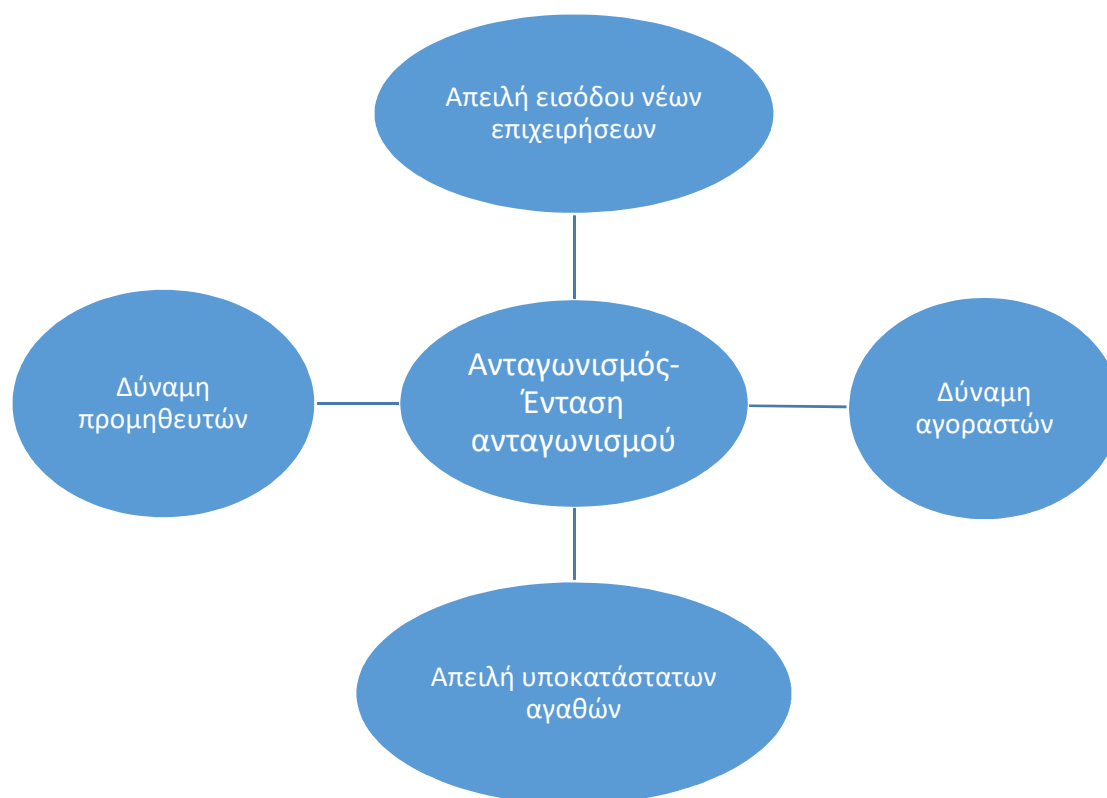 Απειλή εισόδου νέων
επιχειρήσεων
Δύναμη
προμηθευτών
Ανταγωνισμός-
Ένταση
ανταγωνισμού
Δύναμη
αγοραστών
Απειλή υποκατάστατων
αγαθών